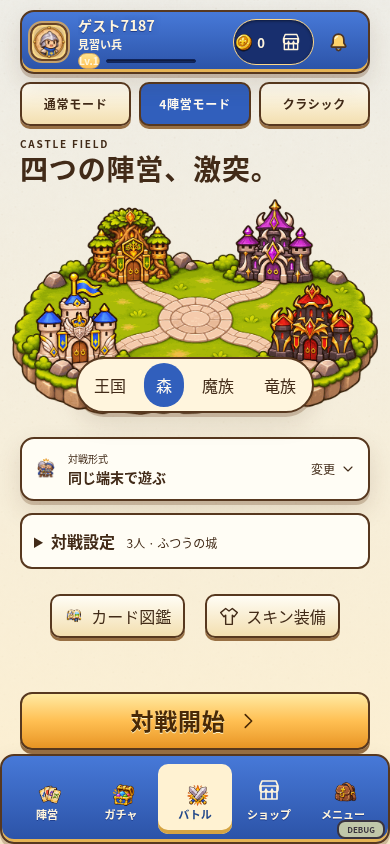 ゲスト7187
見習い兵
Lv.1
0
通常モード
4陣営モード
クラシック
CASTLE FIELD
四つの陣営、激突。
王国
森
魔族
竜族
対戦形式
同じ端末で遊ぶ
変更
対戦設定 3人 · ふつうの城
カード図鑑
スキン装備
対戦開始
陣営
ガチャ
バトル
ショップ
メニュー
DEBUG